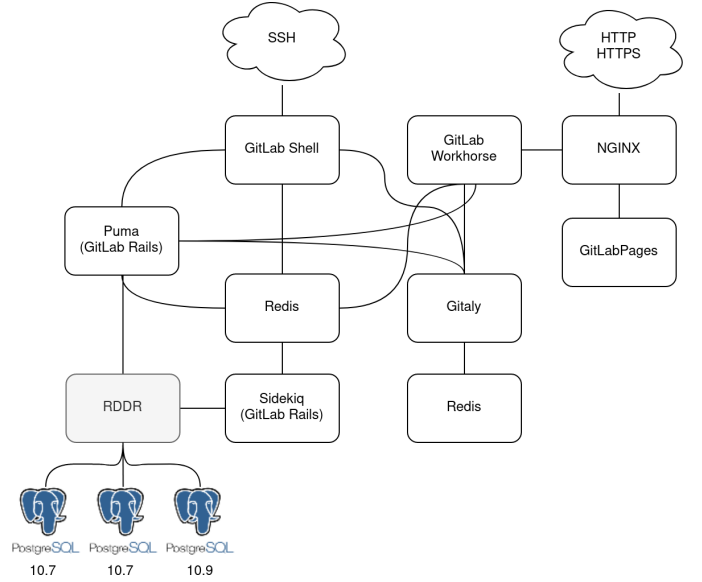 SSH
HTTP
HTTPS
GitLab Shell
GitLab
Workhorse
NGINX
Puma
(GitLab Rails)
GitLabPages
Redis
Gitaly
RDDR
Sidekiq
(GitLab Rails)
Redis
PostgreSQL
PostgreSQL
PostgreSQL
10.7
10.7
10.9